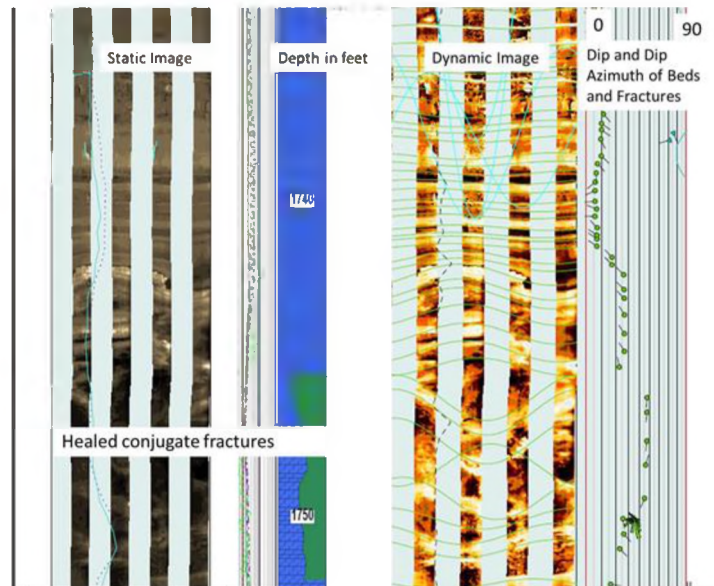 0
90
Static Image
Depth in feet
Dynamic Image
Dip and Dip
Azimuth of Beds
and Fractures
1740
Healed conjugate fractures
1750